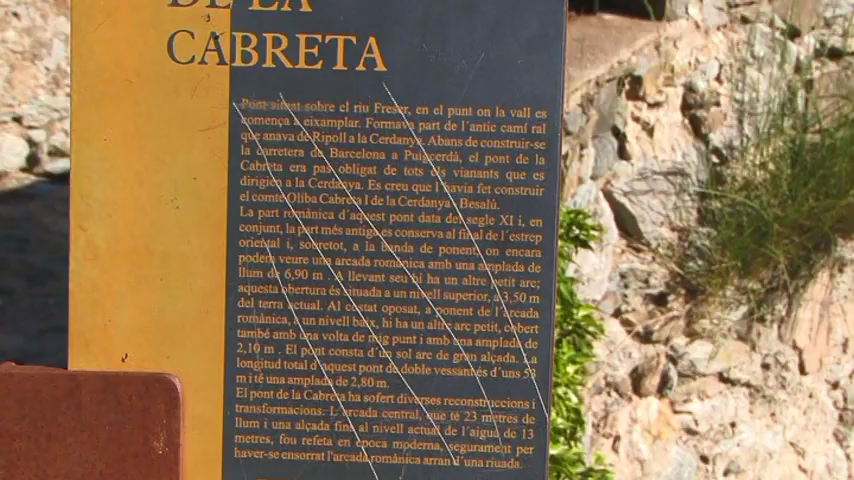 DE LA
CABRETA
Pont situat sobre el riu Freser, en el punt on la vall es
comença a eixamplar. Formava part de l´antic camí ral
que anava de Ripoll a la Cerdanya. Abans de construir-se
la carretera de Barcelona a Puigcerdà, el pont de la
Cabreta era pas obligat de tots els vianants que es
dirigien a la Cerdanya. Es creu que l´havia fet construir
el comte Oliba Cabreta I de la Cerdanya i Besalú.
La part romànica d´aquest pont data del segle XI i, en
conjunt, la part més antiga es conserva al final de l´estrep
oriental i, sobretot, a la banda de ponent, on encara
podem veure una arcada romànica amb una amplada de
llum de 6,90 m . A llevant seu hi ha un altre petit arc;
aquesta obertura és situada a un nivell superior, a 3,50 m
del terra actual. Al costat oposat, a ponent de l´arcada
romànica, a un nivell baix, hi ha un altre arc petit, cobert
també amb una volta de mig punt i amb una amplada de
2,10 m . El pont consta d´un sol arc de gran alçada. La
longitud total d´aquest pont de doble vessant és d´uns 53
m i té una amplada de 2,80 m.
El pont de la Cabreta ha sofert diverses reconstruccions i
transformacions. L´arcada central, que té 23 metres de
llum i una alçada fins al nivell actual de l´aigua de 13
metres, fou refeta en època moderna, segurament per
haver-se ensorrat l'arcada romànica arran d´una riuada.